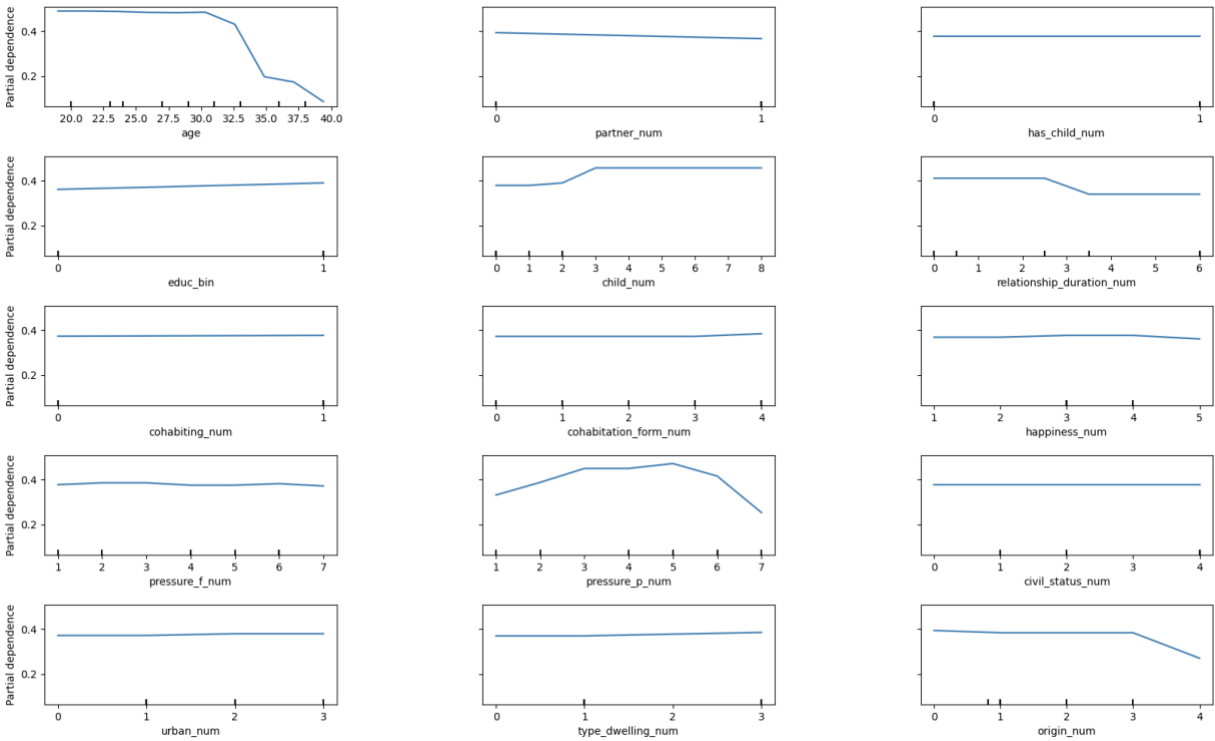 Partial dependence
0.4
0.2
20.0 22.5 25.0 27.5 30.0 32.5 35.0 37.5 40.0
age
0 1
partner_num
0 1
has_child_num
Partial dependence
0.4
0.2
0 1
educ_bin
0 1 2 3 4 5 6 7 8
child_num
0 1 2 3 4 5 6
relationship_duration_num
Partial dependence
0.4
0.2
0 1
cohabiting_num
0 1 2 3 4
cohabitation_form_num
1 2 3 4 5
happiness_num
Partial dependence
0.4
0.2
1 2 3 4 5 6 7
pressure_f_num
1 2 3 4 5 6 7
pressure_p_num
0 1 2 3 4
civil_status_num
Partial dependence
0.4
0.2
0 1 2 3
urban_num
0 1 2 3
type_dwelling_num
0 1 2 3 4
origin_num